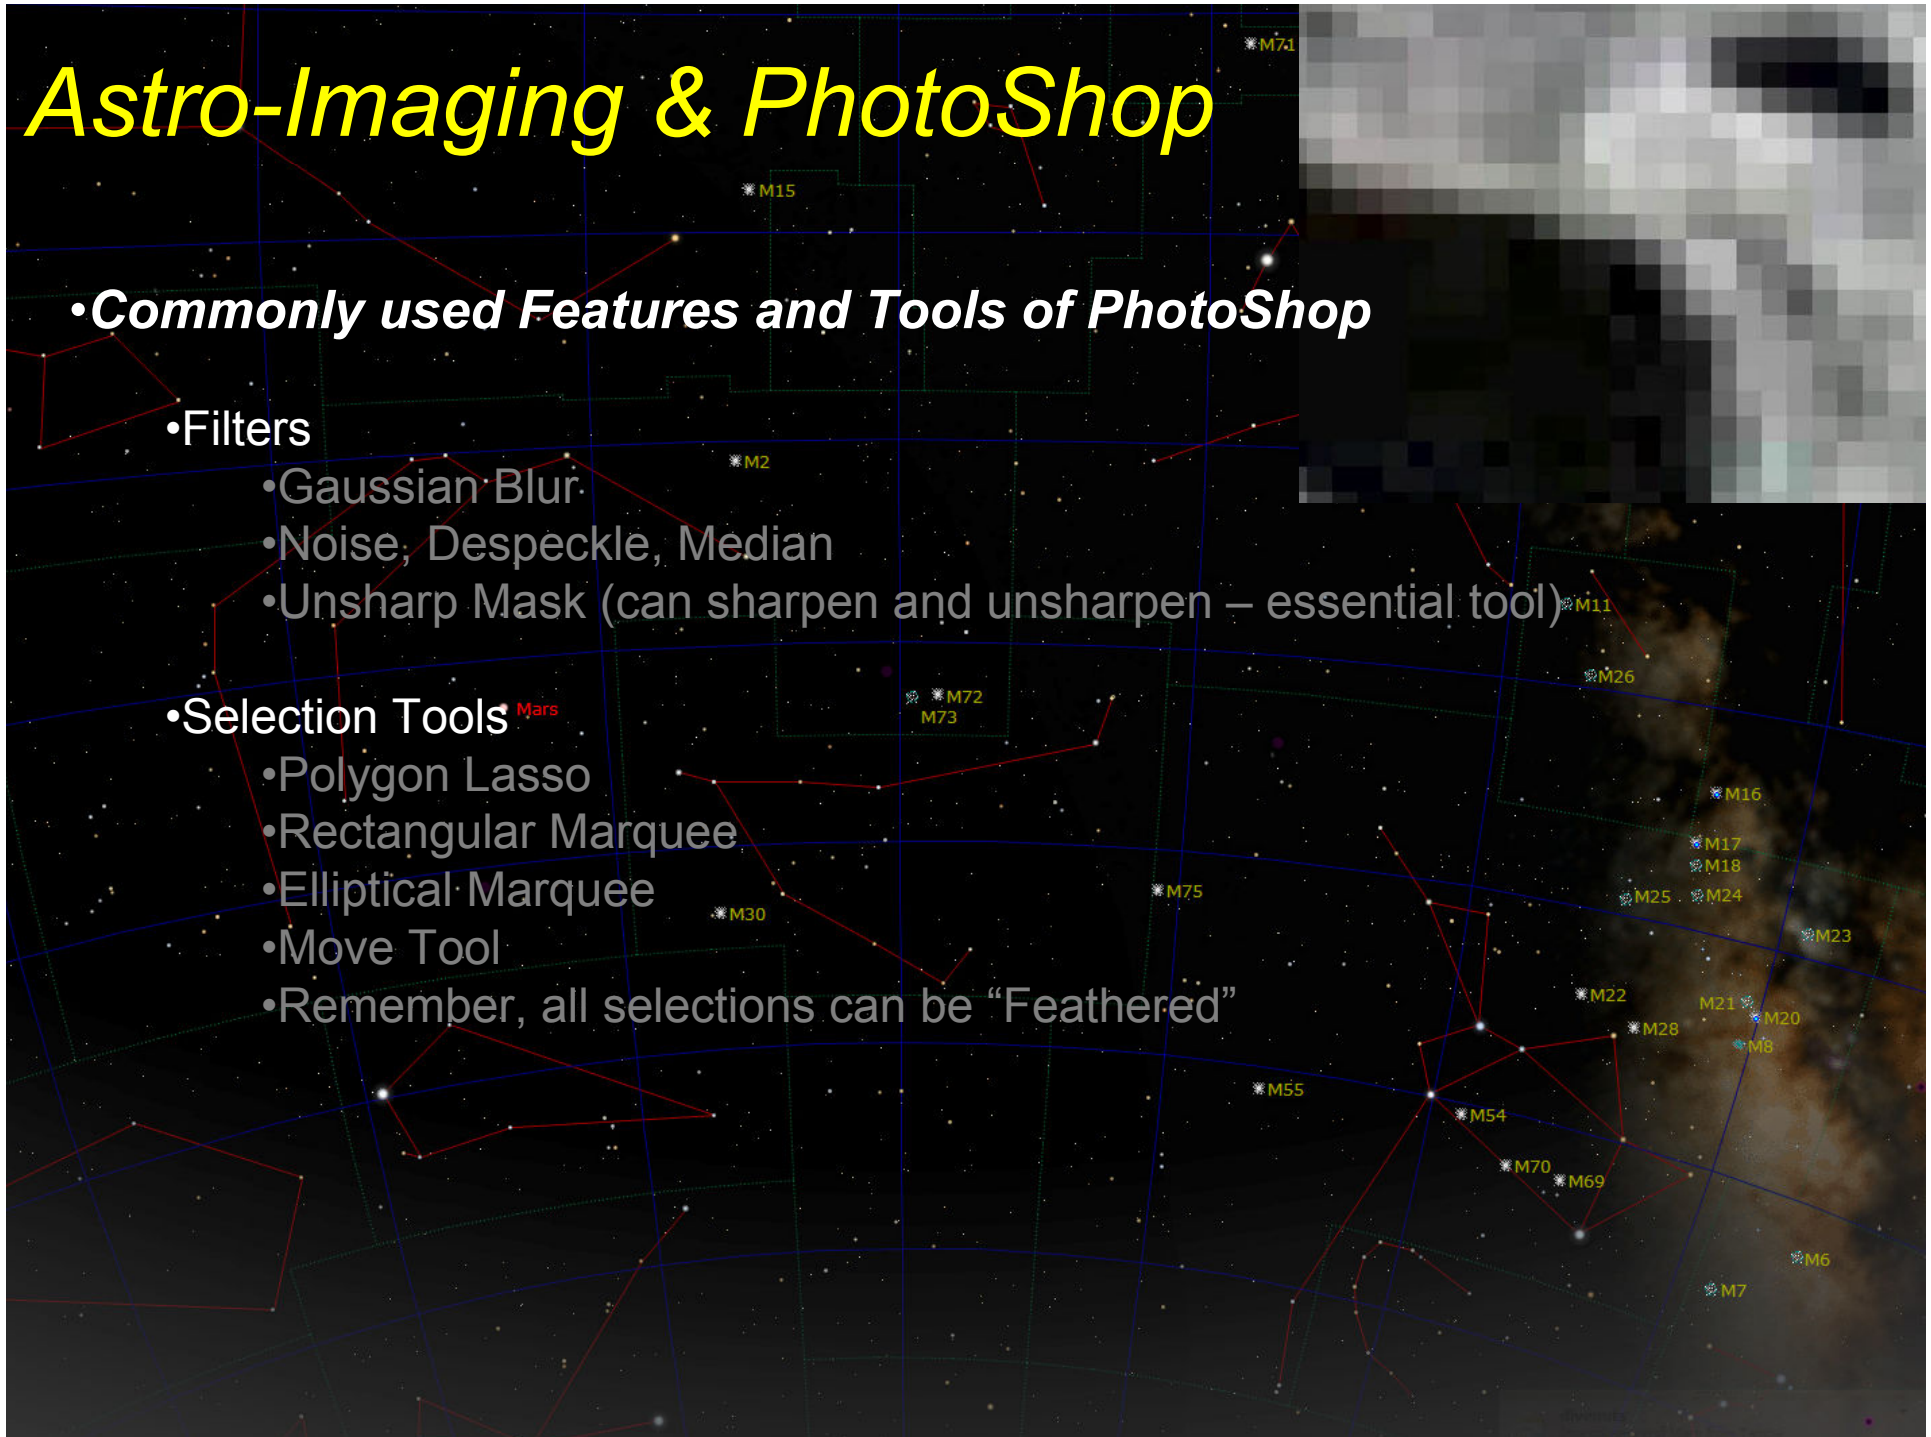 Astro-Imaging & PhotoShop
•Commonly used Features and Tools of PhotoShop
•Filters
•Gaussian Blur
•Noise, Despeckle, Median
•Unsharp Mask (can sharpen and unsharpen – essential tool)
•Selection Tools
•Polygon Lasso
•Rectangular Marquee
•Elliptical Marquee
•Move Tool
•Remember, all selections can be “Feathered”
M71
M15
M2
M11
M26
Mars
M72
M73
M16
M17
M18
M75
M25
M24
M30
M23
M22
M21
M20
M28
M8
M55
M54
M70
M69
M6
M7